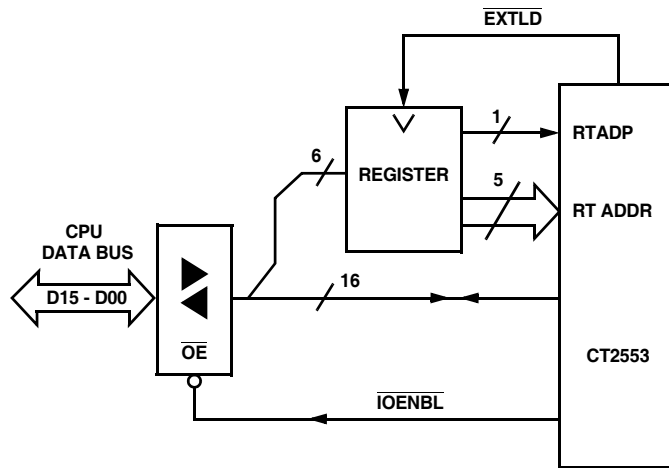 EXTLD
1
RTADP
6
REGISTER
5
RT ADDR
CPU
DATA BUS
D15 - D00
16
OE
CT2553
IOENBL